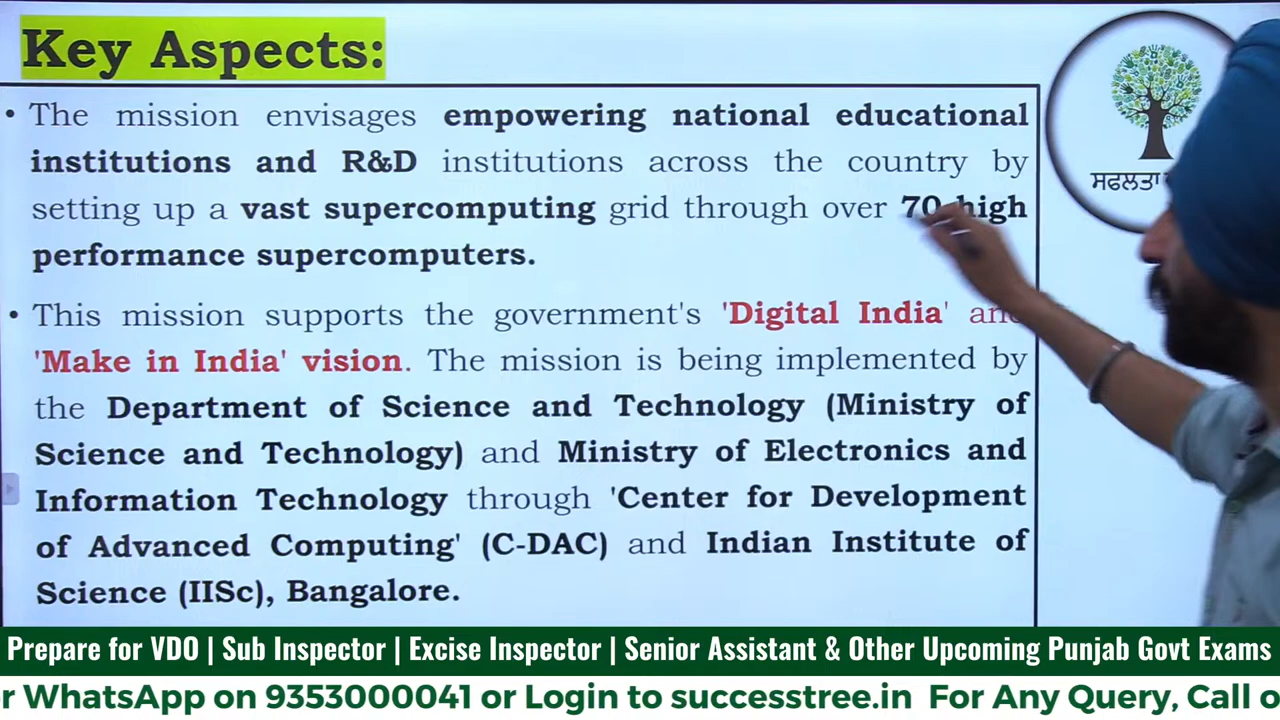 Key Aspects:
• The mission envisages empowering national educational
institutions and R&D institutions across the country by
setting up a vast supercomputing grid through over 70 high
performance supercomputers.
• This mission supports the government's 'Digital India' and
'Make in India' vision. The mission is being implemented by
the Department of Science and Technology (Ministry of
Science and Technology) and Ministry of Electronics and
Information Technology through 'Center for Development
of Advanced Computing' (C-DAC) and Indian Institute of
Science (IISc), Bangalore.
ਸਫਲਤਾ
Prepare for VDO | Sub Inspector | Excise Inspector | Senior Assistant & Other Upcoming Punjab Govt Exams
r WhatsApp on 9353000041 or Login to successtree.in For Any Query, Call o